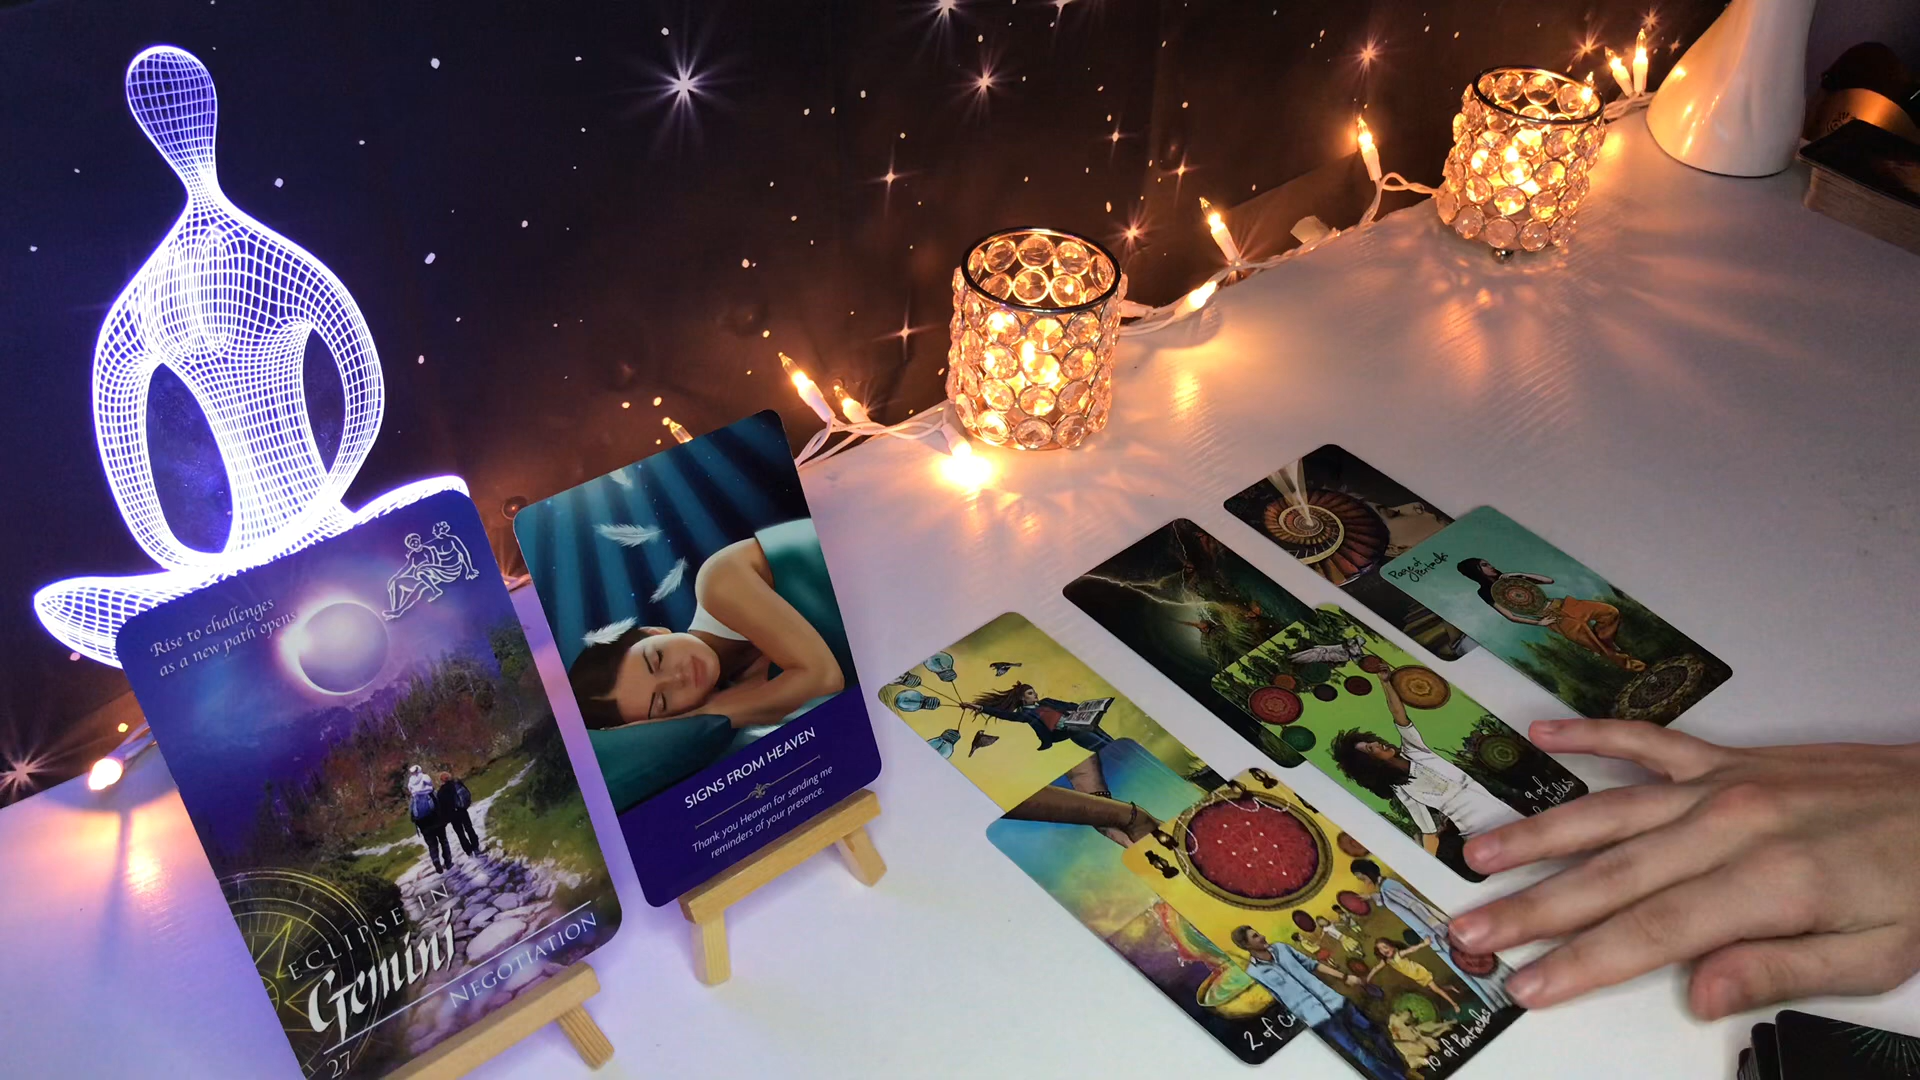 Rise to challenges
as a new path opens
ECLIPSE IN
Gemini
NEGOTIATION
27
SIGNS FROM HEAVEN
Thank you Heaven for sending me
reminders of your presence.
Page of
Pentacles
9 of
2 of Cu
10 of Pentacles